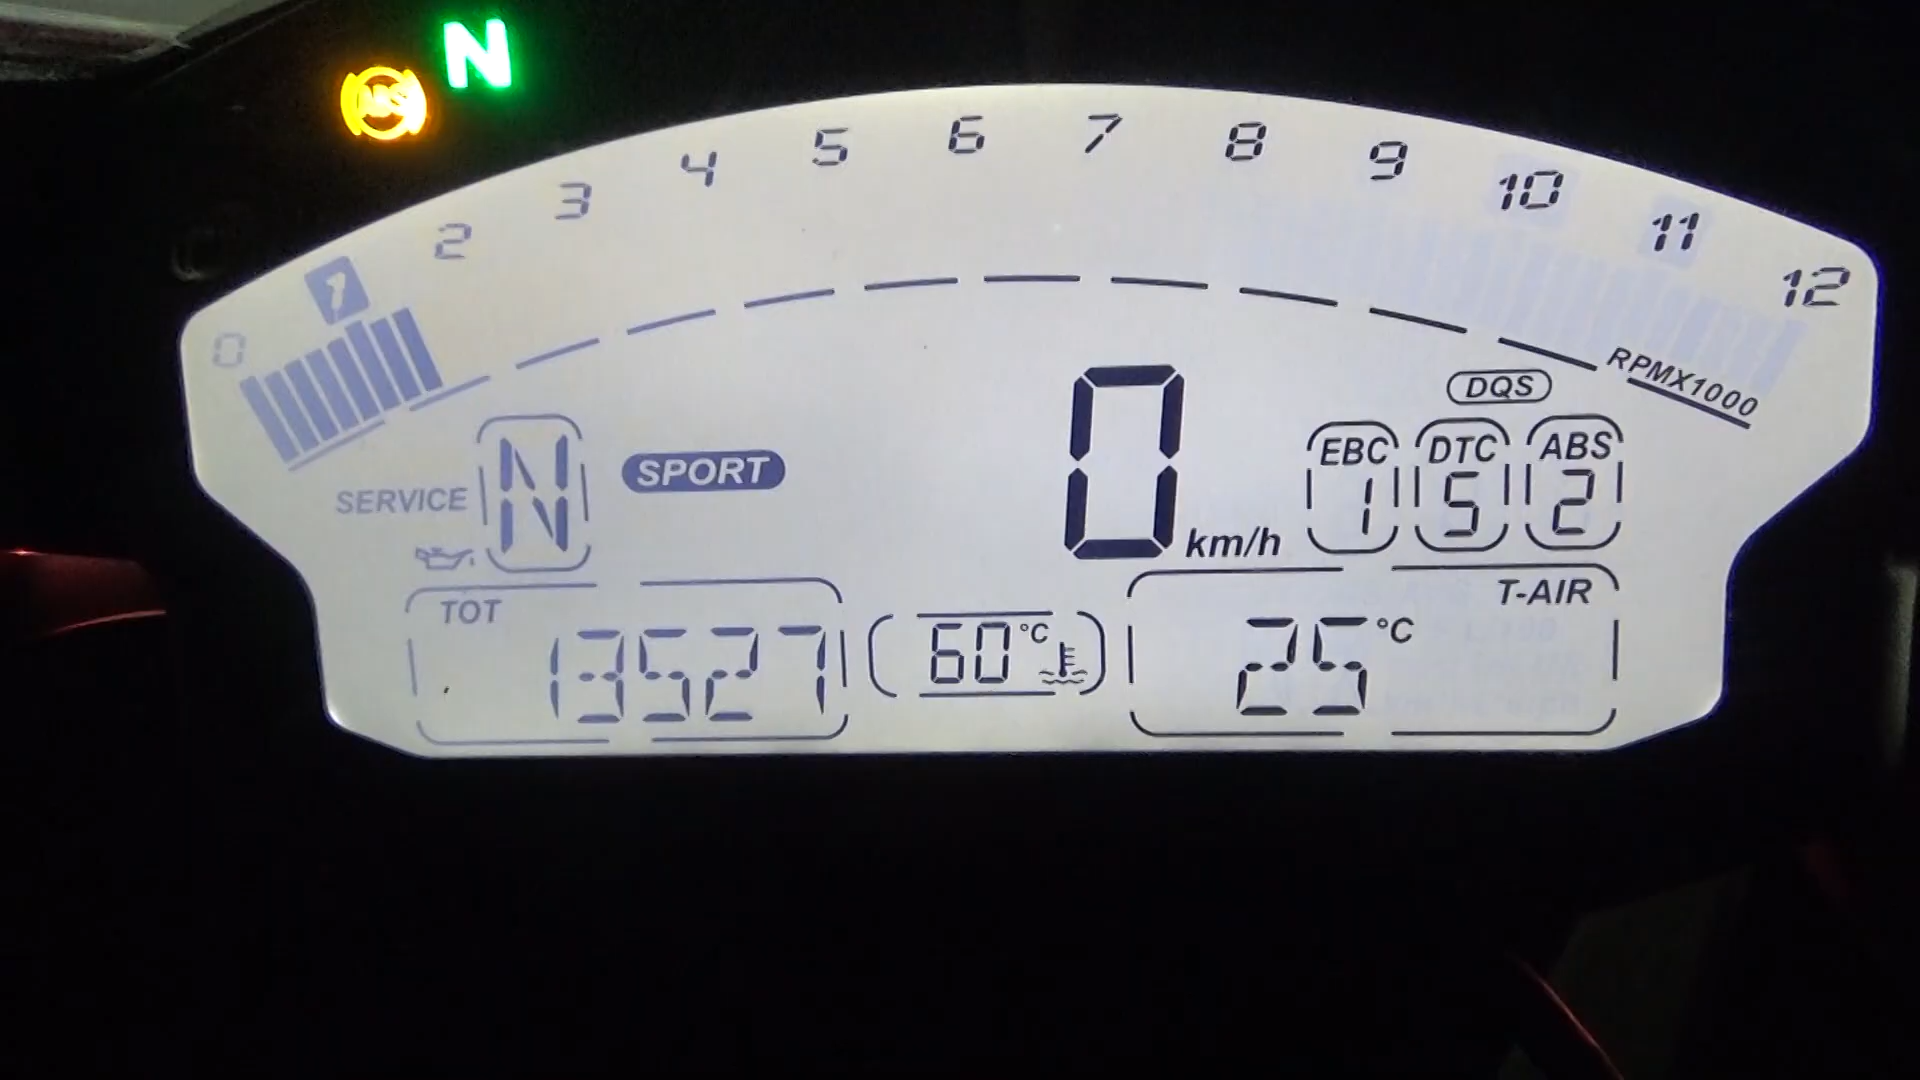 N
ABS
0 1 2 3 4 5 6 7 8 9 10 11 12
RPMX1000
DQS
SERVICE N SPORT 0 km/h
EBC 1 DTC 5 ABS 2
TOT 13527
60 °C
T-AIR 25 °C